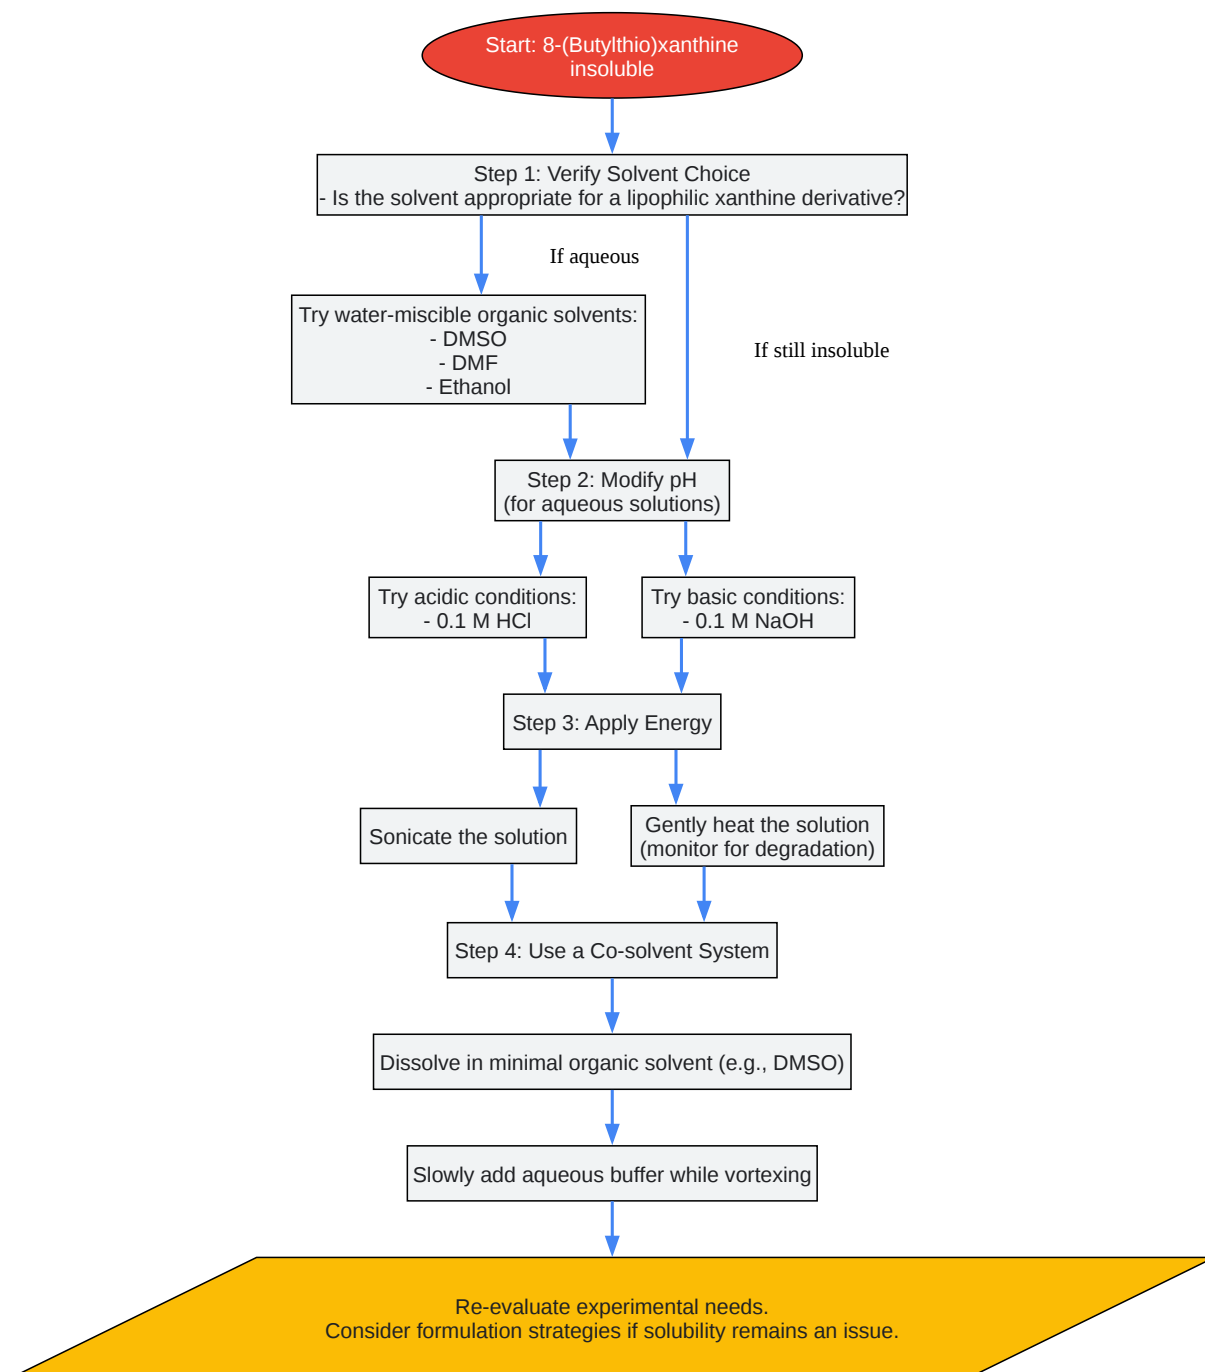 Start: 8-(Butylthio)xanthine
insoluble
Step 1: Verify Solvent Choice
- Is the solvent appropriate for a lipophilic xanthine derivative?
If aqueous
Try water-miscible organic solvents:
- DMSO
- DMF
- Ethanol
If still insoluble
Step 2: Modify pH
(for aqueous solutions)
Try acidic conditions:
- 0.1 M HCl
Try basic conditions:
- 0.1 M NaOH
Step 3: Apply Energy
Sonicate the solution
Gently heat the solution
(monitor for degradation)
Step 4: Use a Co-solvent System
Dissolve in minimal organic solvent (e.g., DMSO)
Slowly add aqueous buffer while vortexing
Re-evaluate experimental needs.
Consider formulation strategies if solubility remains an issue.